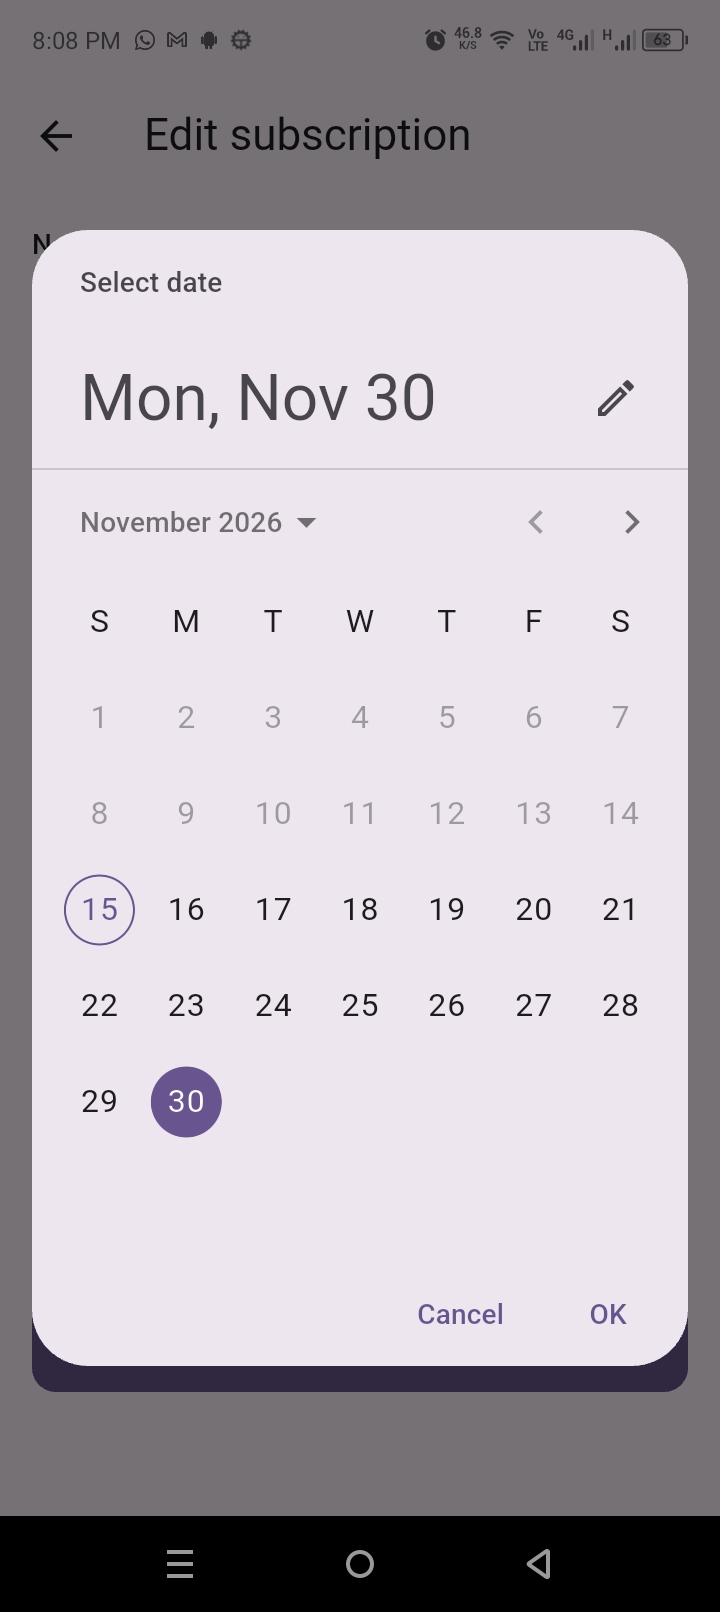 8:08 PM 46.8 K/S Vo LTE 4G H 63
Edit subscription
N
Select date
Mon, Nov 30
November 2026
S M T W T F S
1 2 3 4 5 6 7
8 9 10 11 12 13 14
15 16 17 18 19 20 21
22 23 24 25 26 27 28
29 30
Cancel OK